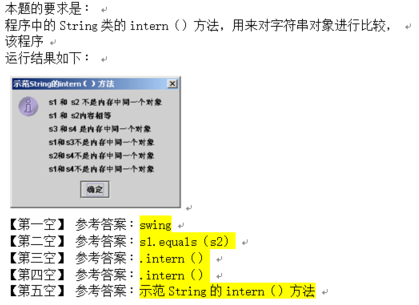 本题的要求是：
程序中的String 类的 intern（）方法，用来对字符串对象进行比较，
该程序
运行结果如下：
示范String的intern（）方法
s1 和 s2 不是内存中同一个对象
s1 和 s2内容相等
s3 和s4 是内存中同一个对象
s1和s3不是内存中同一个对象
s2和s4不是内存中同一个对象
s1和s4不是内存中同一个对象
确定
【第一空】 参考答案：swing
【第二空】 参考答案：s1.equals（s2）
【第三空】 参考答案：.intern（）
【第四空】 参考答案：.intern（）
【第五空】 参考答案：示范 String 的 intern（）方法